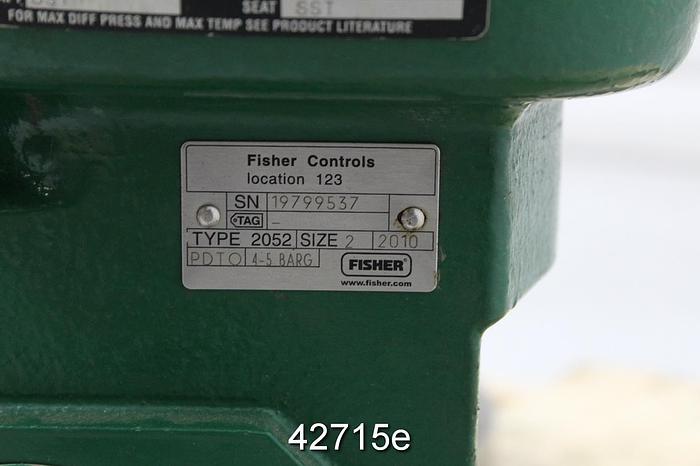 SEAT SST
FOR MAX DIFF PRESS AND MAX TEMP SEE PRODUCT LITERATURE
Fisher Controls
location 123
SN 19799537
TAG –
TYPE 2052 SIZE 2 2010
PDTO 4-5 BARG FISHER
www.fisher.com
42715e